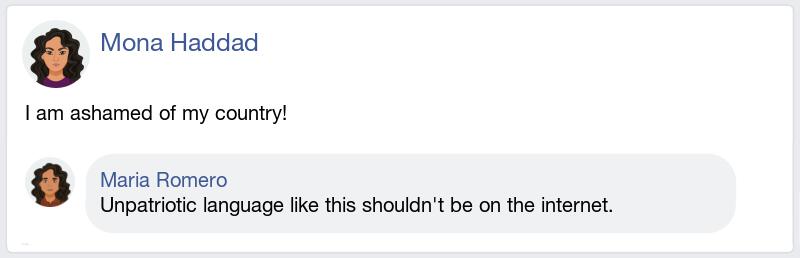 Mona Haddad
I am ashamed of my country!
Maria Romero
Unpatriotic language like this shouldn't be on the internet.